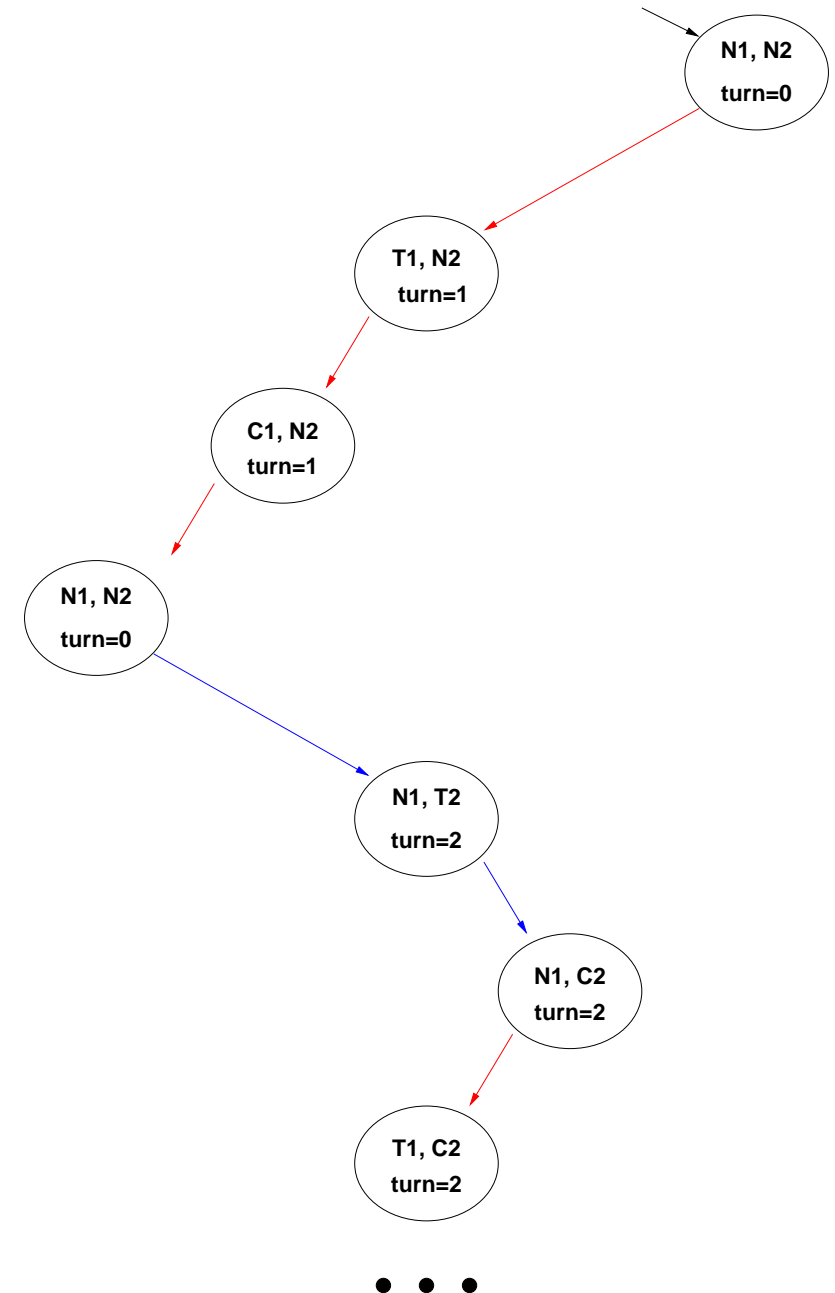 N1, N2
turn=0
T1, N2
turn=1
C1, N2
turn=1
N1, N2
turn=0
N1, T2
turn=2
N1, C2
turn=2
T1, C2
turn=2